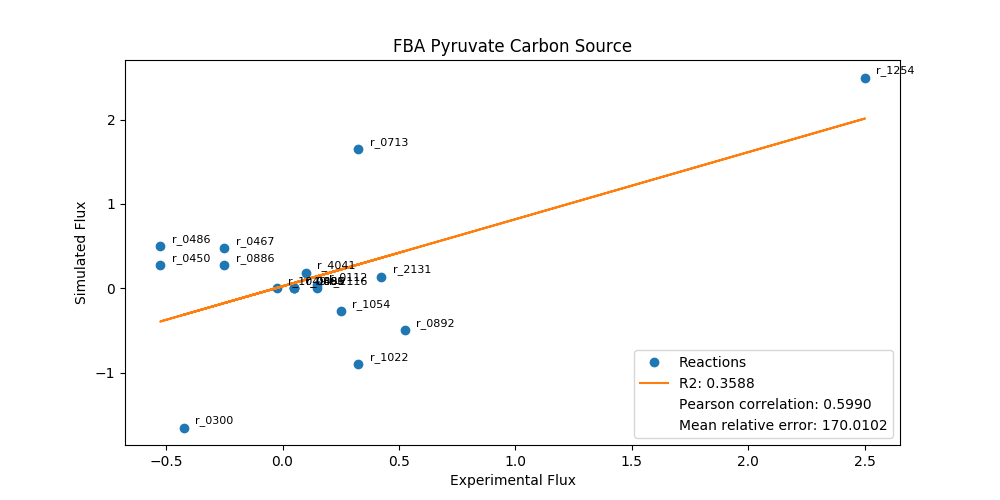 FBA Pyruvate Carbon Source
r_1254
r_0713
r_0486
r_0467
r_0450
r_0886
r_4041
r_2131
r_0112
r_1054
r_0892
r_1022
r_0300
2
1
0
−1
Simulated Flux
−0.5
0.0
0.5
1.0
1.5
2.0
2.5
Experimental Flux
Reactions
R2: 0.3588
Pearson correlation: 0.5990
Mean relative error: 170.0102